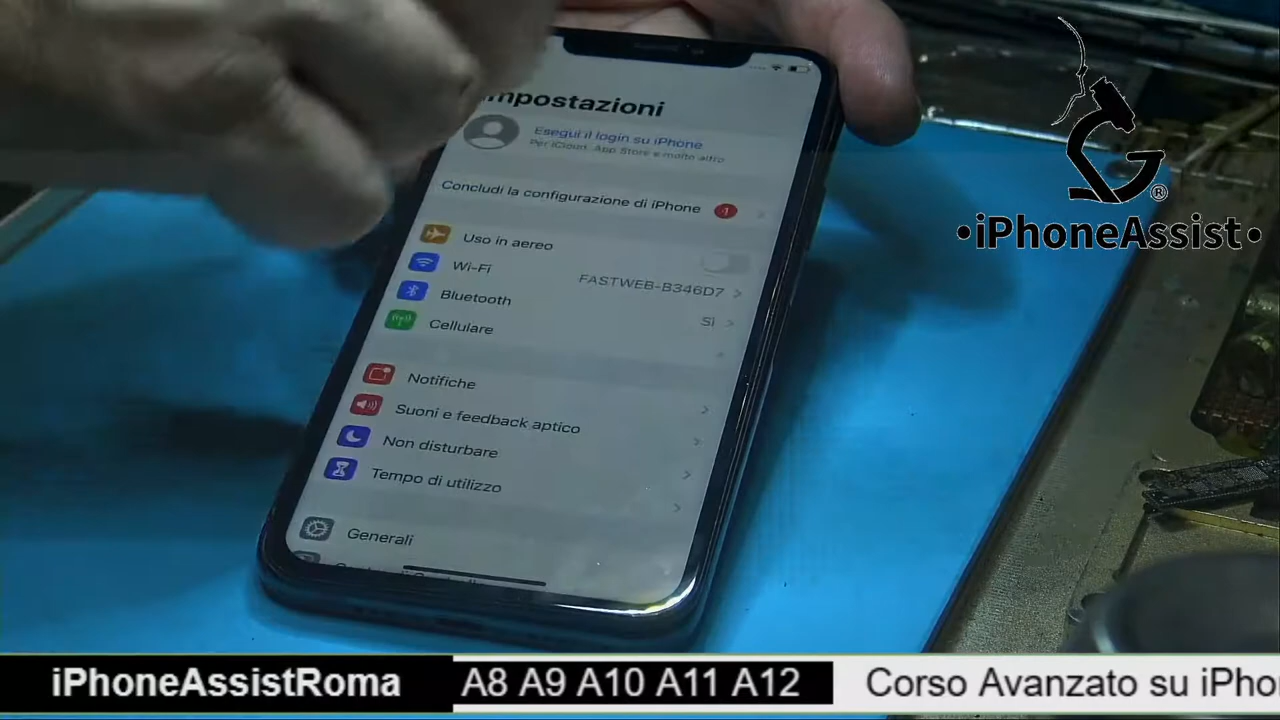 mpostazioni
Esegui il login su iPhone
Per iCloud, App Store e molto altro
Concludi la configurazione di iPhone 1
Uso in aereo
Wi-Fi FASTWEB-B346D7
Bluetooth Sì
Cellulare
Notifiche
Suoni e feedback aptico
Non disturbare
Tempo di utilizzo
Generali
®
•iPhoneAssist•
iPhoneAssistRoma A8 A9 A10 A11 A12 Corso Avanzato su iPho